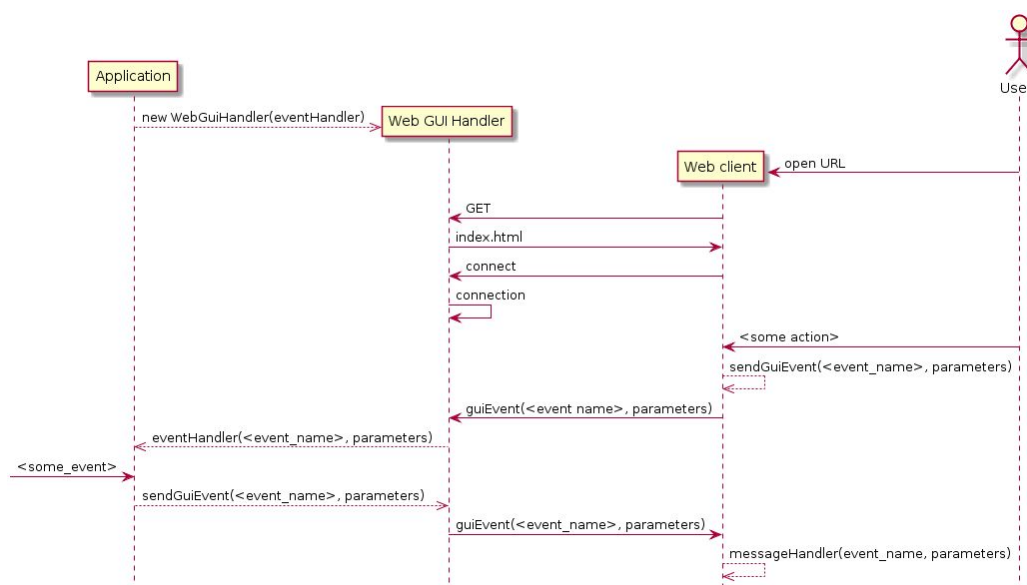 Use
Application
new WebGuiHandler(eventHandler)
Web GUI Handler
Web client
open URL
GET
index.html
connect
connection
<some action>
sendGuiEvent(<event_name>, parameters)
guiEvent(<event name>, parameters)
eventHandler(<event_name>, parameters)
<some_event>
sendGuiEvent(<event_name>, parameters)
guiEvent(<event_name>, parameters)
messageHandler(event_name, parameters)